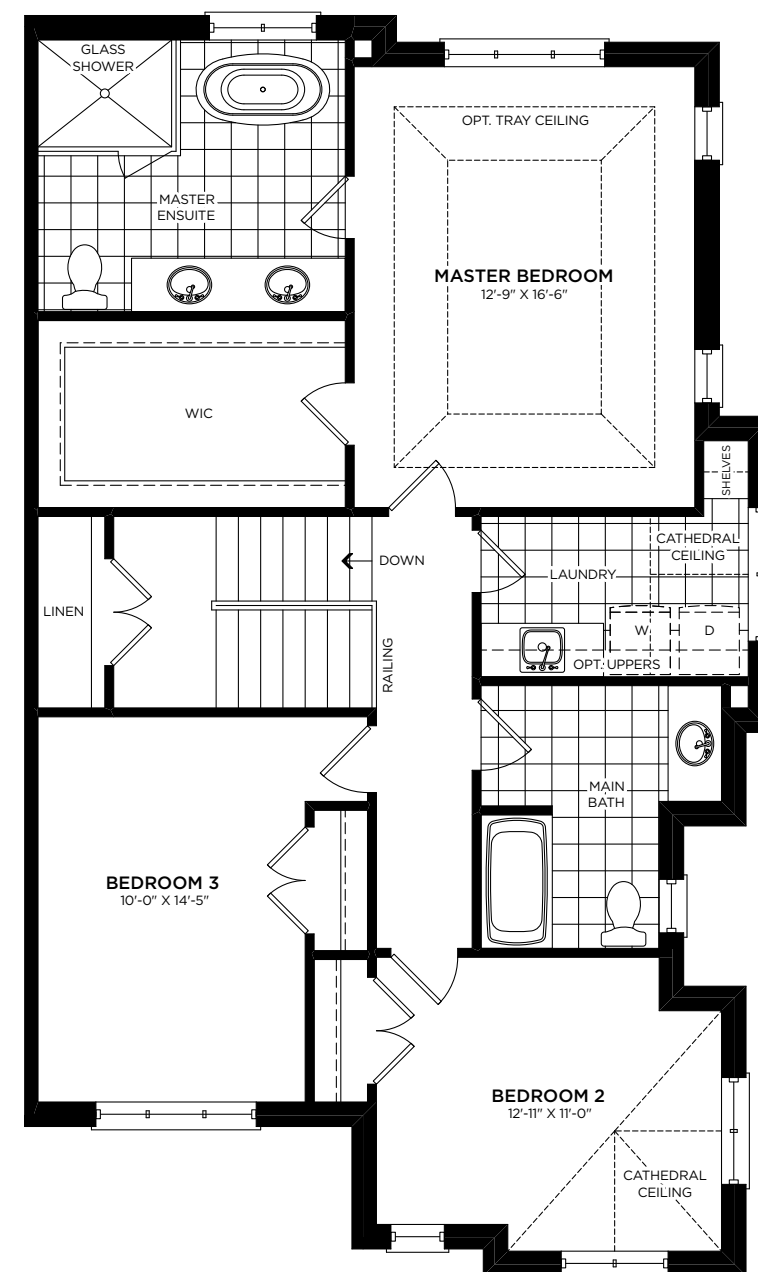 GLASS
SHOWER
OPT. TRAY CEILING
MASTER
ENSUITE
MASTER BEDROOM
12'-9" X 16'-6"
WIC
SHELVES
CATHEDRAL
CEILING
DOWN
LAUNDRY
LINEN
W
D
RAILING
OPT. UPPERS
MAIN
BATH
BEDROOM 3
10'-0" X 14'-5"
BEDROOM 2
12'-11" X 11'-0"
CATHEDRAL
CEILING